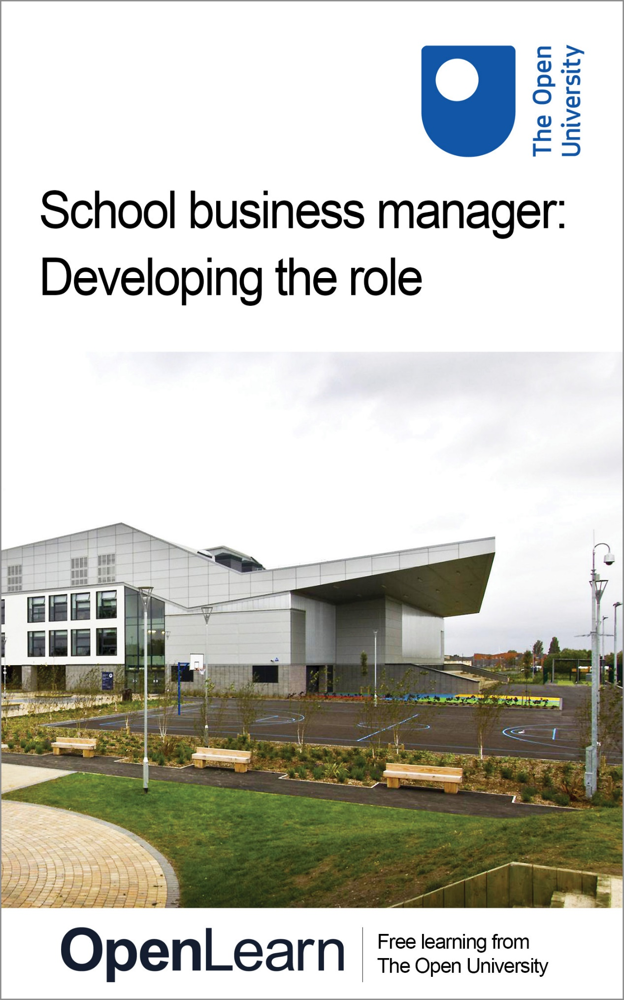 The Open
University
School business manager:
Developing the role
OpenLearn
Free learning from
The Open University